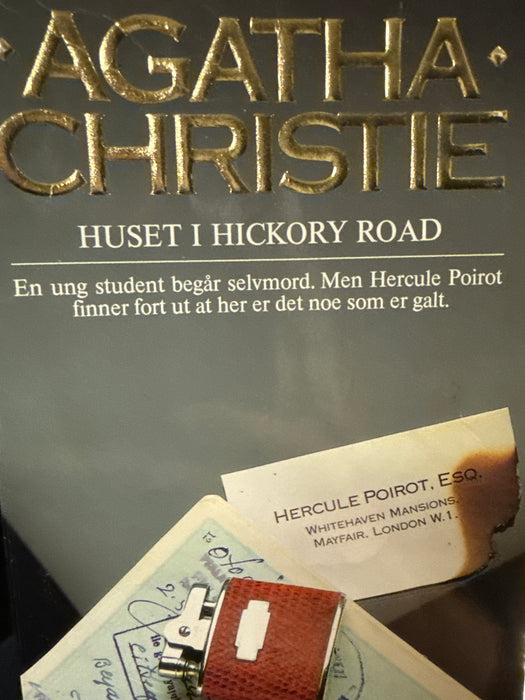 AGATHA
CHRISTIE
HUSET I HICKORY ROAD
En ung student begår selvmord. Men Hercule Poirot
finner fort ut at her er det noe som er galt.
HERCULE POIROT, ESQ.
WHITEHAVEN MANSIONS,
MAYFAIR, LONDON W.1.